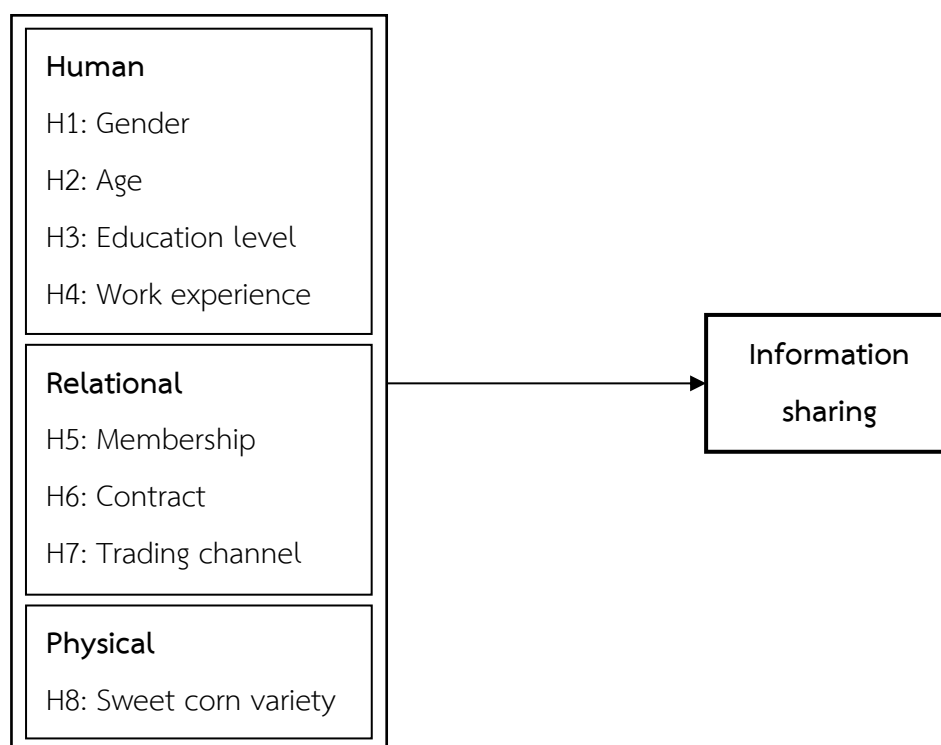 Human
H1: Gender
H2: Age
H3: Education level
H4: Work experience
Relational
H5: Membership
H6: Contract
H7: Trading channel
Physical
H8: Sweet corn variety
Information
sharing